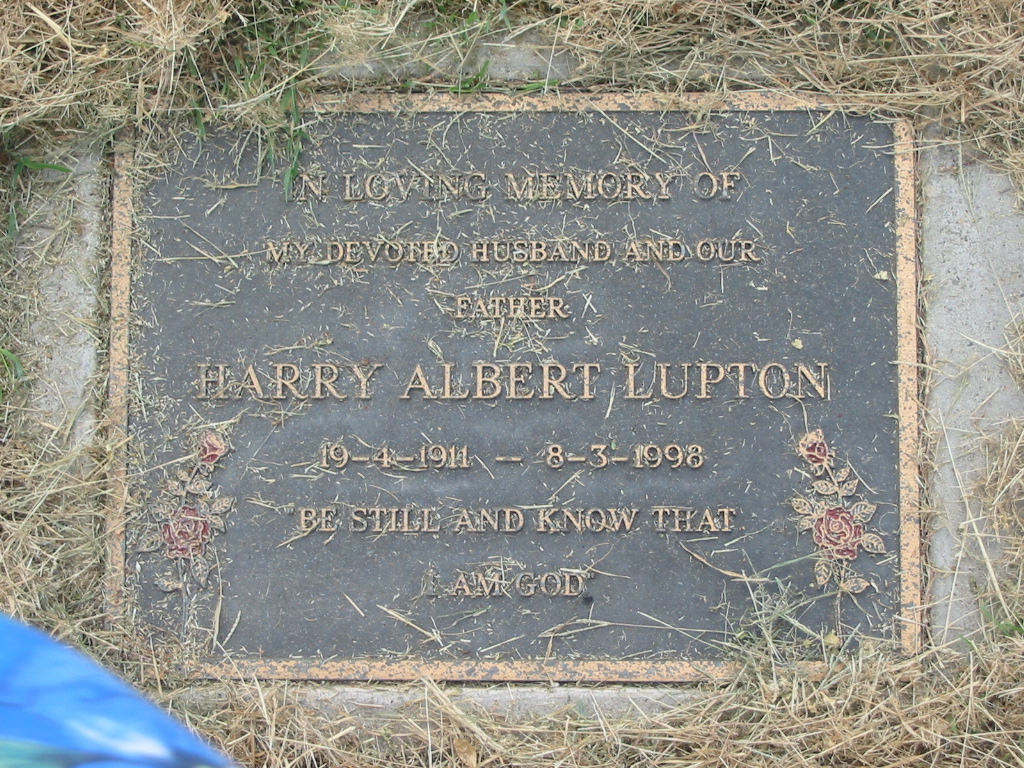 IN LOVING MEMORY OF
MY DEVOTED HUSBAND AND OUR
FATHER
HARRY ALBERT LUPTON
19-4-1911 - 8-3-1998
"BE STILL AND KNOW THAT
I AM GOD"